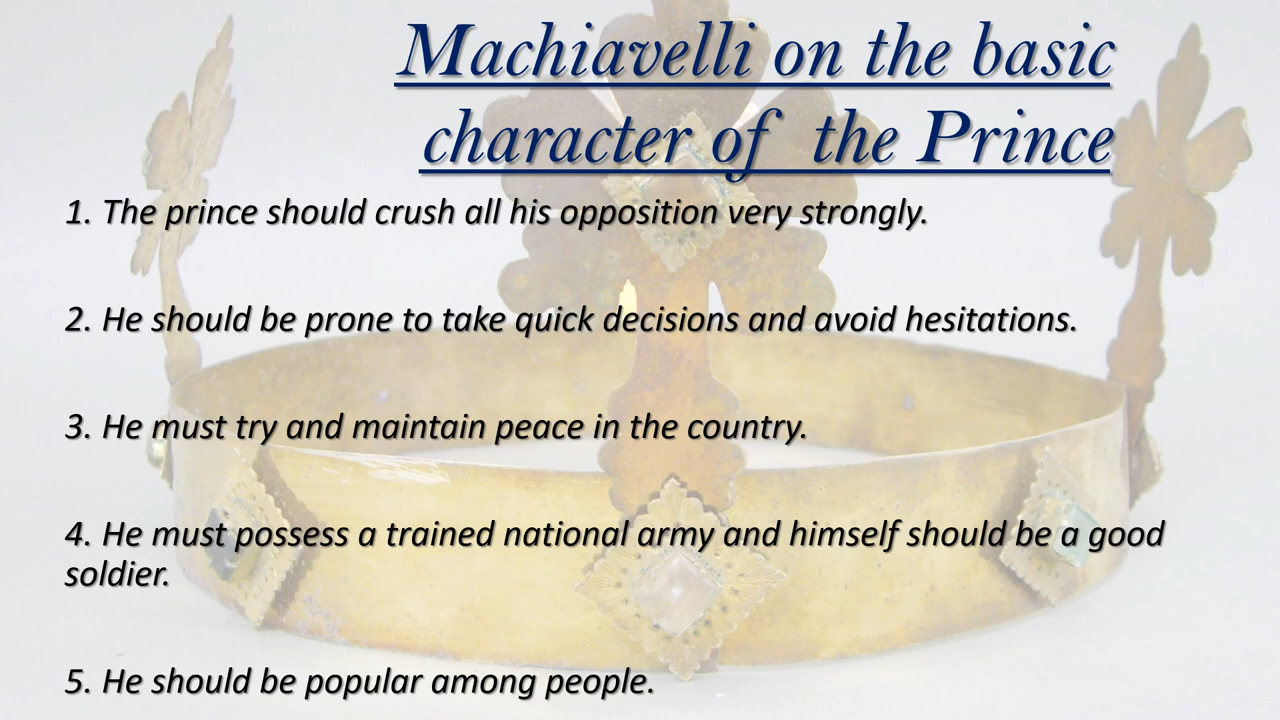 Machiavelli on the basic
character of  the Prince
1. The prince should crush all his opposition very strongly.
2. He should be prone to take quick decisions and avoid hesitations.
3. He must try and maintain peace in the country.
4. He must possess a trained national army and himself should be a good
soldier.
5. He should be popular among people.